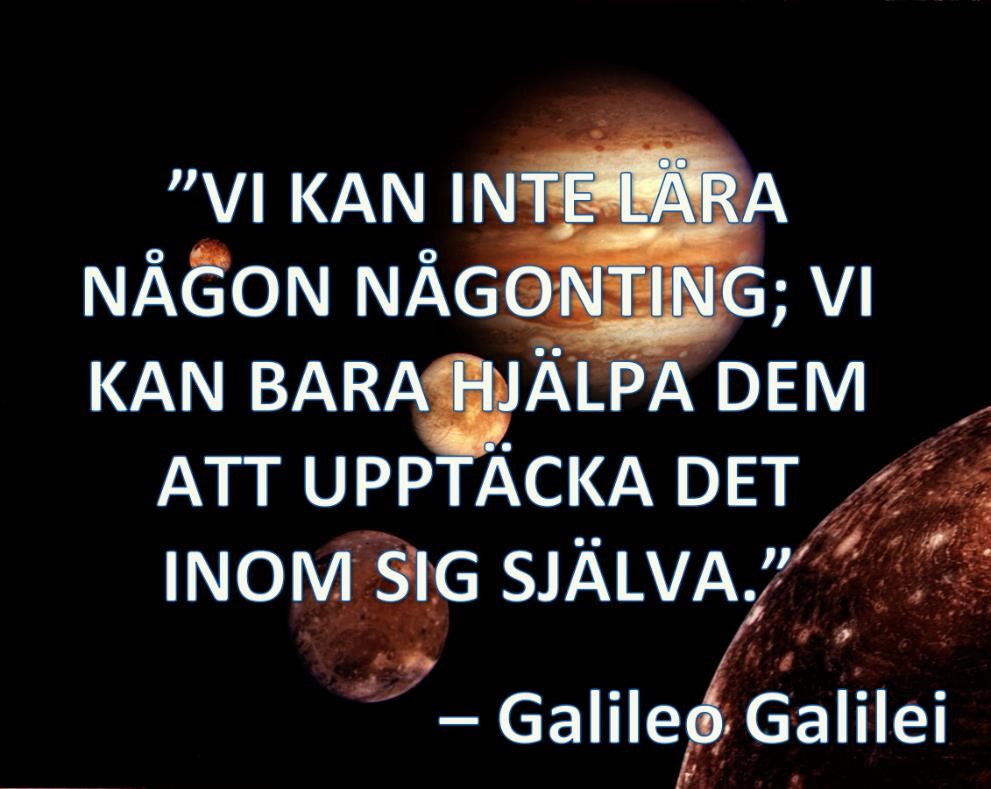 ”VI KAN INTE LÄRA
NÅGON NÅGONTING; VI
KAN BARA HJÄLPA DEM
ATT UPPTÄCKA DET
INOM SIG SJÄLVA.”
– Galileo Galilei